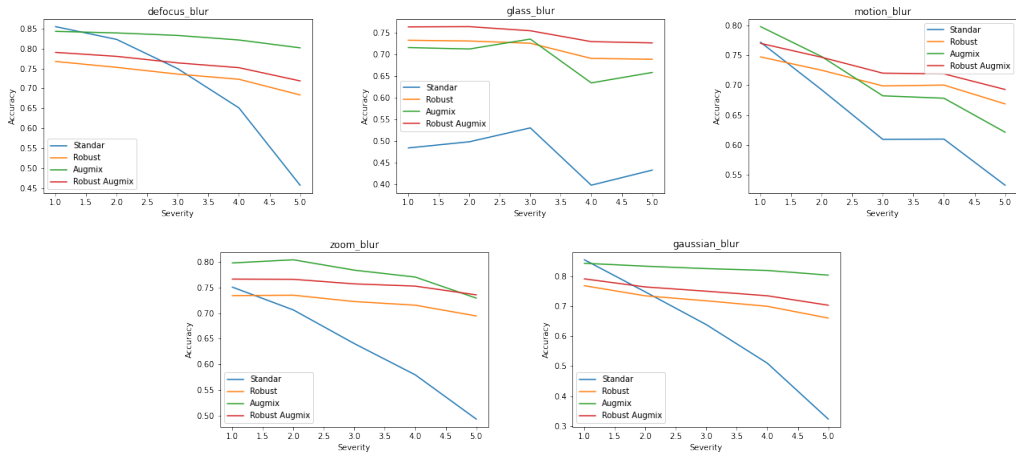 defocus_blur
0.85
0.80
0.75
0.70
0.65
0.60
0.55
0.50
0.45
Accuracy
Standar
Robust
Augmix
Robust Augmix
1.0 1.5 2.0 2.5 3.0 3.5 4.0 4.5 5.0
Severity
glass_blur
0.75
0.70
0.65
0.60
0.55
0.50
0.45
0.40
Accuracy
Standar
Robust
Augmix
Robust Augmix
1.0 1.5 2.0 2.5 3.0 3.5 4.0 4.5 5.0
Severity
motion_blur
0.80
0.75
0.70
0.65
0.60
0.55
Accuracy
Standar
Robust
Augmix
Robust Augmix
1.0 1.5 2.0 2.5 3.0 3.5 4.0 4.5 5.0
Severity
zoom_blur
0.80
0.75
0.70
0.65
0.60
0.55
0.50
Accuracy
Standar
Robust
Augmix
Robust Augmix
1.0 1.5 2.0 2.5 3.0 3.5 4.0 4.5 5.0
Severity
gaussian_blur
0.8
0.7
0.6
0.5
0.4
0.3
Accuracy
Standar
Robust
Augmix
Robust Augmix
1.0 1.5 2.0 2.5 3.0 3.5 4.0 4.5 5.0
Severity